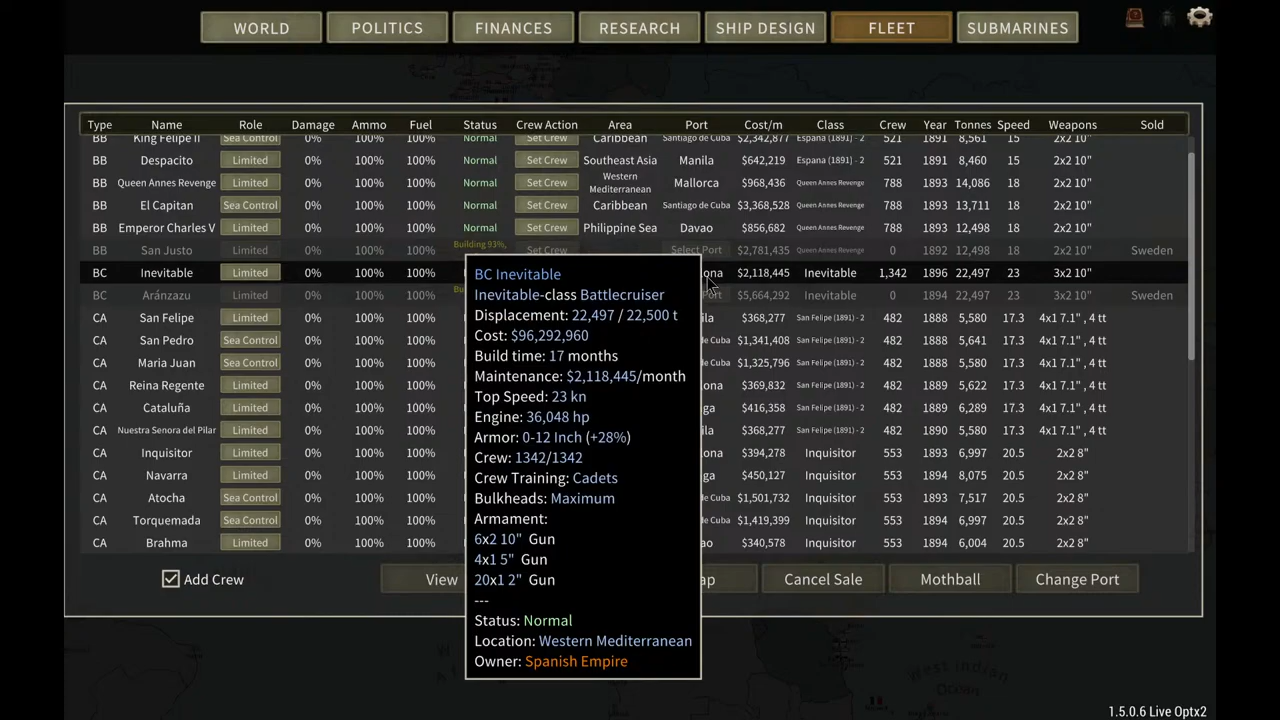 WORLD POLITICS FINANCES RESEARCH SHIP DESIGN FLEET SUBMARINES
Type Name Role Damage Ammo Fuel Status Crew Action Area Port Cost/m Class Crew Year Tonnes Speed Weapons Sold
BB King Felipe II Sea Control 0% 100% 100% Normal Set Crew Caribbean Santiago de Cuba $2,342,877 Espana (1891) - 2 521 1891 8,561 15 2x2 10"
BB Despacito Limited 0% 100% 100% Normal Set Crew Southeast Asia Manila $642,219 Espana (1891) - 2 521 1891 8,460 15 2x2 10"
BB Queen Annes Revenge Limited 0% 100% 100% Normal Set Crew Western Mediterranean Mallorca $968,436 Queen Annes Revenge 788 1893 14,086 18 2x2 10"
BB El Capitan Sea Control 0% 100% 100% Normal Set Crew Caribbean Santiago de Cuba $3,368,528 Queen Annes Revenge 788 1893 13,711 18 2x2 10"
BB Emperor Charles V Limited 0% 100% 100% Normal Set Crew Philippine Sea Davao $856,682 Queen Annes Revenge 788 1893 12,498 18 2x2 10"
BB San Justo Limited 0% 100% 100% Building 93%, Set Crew Select Port $2,781,435 Queen Annes Revenge 0 1892 12,498 18 2x2 10" Sweden
BC Inevitable Limited 0% 100% 100% ona $2,118,445 Inevitable 1,342 1896 22,497 23 3x2 10"
BC Aránzazu Limited 0% 100% 100% Bu ort $5,664,292 Inevitable 0 1894 22,497 23 3x2 10" Sweden
CA San Felipe Limited 0% 100% 100% ila $368,277 San Felipe (1891) - 2 482 1888 5,580 17.3 4x1 7.1" , 4 tt
CA San Pedro Limited 0% 100% 100% de Cuba $1,341,408 San Felipe (1891) - 2 482 1888 5,641 17.3 4x1 7.1" , 4 tt
CA Maria Juan Limited 0% 100% 100% de Cuba $1,325,796 San Felipe (1891) - 2 482 1888 5,580 17.3 4x1 7.1" , 4 tt
CA Reina Regente Limited 0% 100% 100% ona $369,832 San Felipe (1891) - 2 482 1888 5,622 17.3 4x1 7.1" , 4 tt
CA Cataluña Limited 0% 100% 100% ga $416,358 San Felipe (1891) - 2 482 1889 6,289 17.3 4x1 7.1" , 4 tt
CA Nuestra Senora del Pilar Limited 0% 100% 100% ila $368,277 San Felipe (1891) - 2 482 1890 5,580 17.3 4x1 7.1" , 4 tt
CA Inquisitor Limited 0% 100% 100% ona $394,278 Inquisitor 553 1893 6,997 20.5 2x2 8"
CA Navarra Limited 0% 100% 100% ga $450,127 Inquisitor 553 1894 8,075 20.5 2x2 8"
CA Atocha Sea Control 0% 100% 100% de Cuba $1,501,732 Inquisitor 553 1893 7,517 20.5 2x2 8"
CA Torquemada Sea Control 0% 100% 100% de Cuba $1,419,399 Inquisitor 553 1894 6,997 20.5 2x2 8"
CA Brahma Limited 0% 100% 100% ao $340,578 Inquisitor 553 1894 6,004 20.5 2x2 8"
BC Inevitable
Inevitable-class Battlecruiser
Displacement: 22,497 / 22,500 t
Cost: $96,292,960
Build time: 17 months
Maintenance: $2,118,445/month
Top Speed: 23 kn
Engine: 36,048 hp
Armor: 0-12 Inch (+28%)
Crew: 1342/1342
Crew Training: Cadets
Bulkheads: Maximum
Armament:
6x2 10" Gun
4x1 5" Gun
20x1 2" Gun
---
Status: Normal
Location: Western Mediterranean
Owner: Spanish Empire
Add Crew View ap Cancel Sale Mothball Change Port
West Indian
Ocean
1.5.0.6 Live Optx2